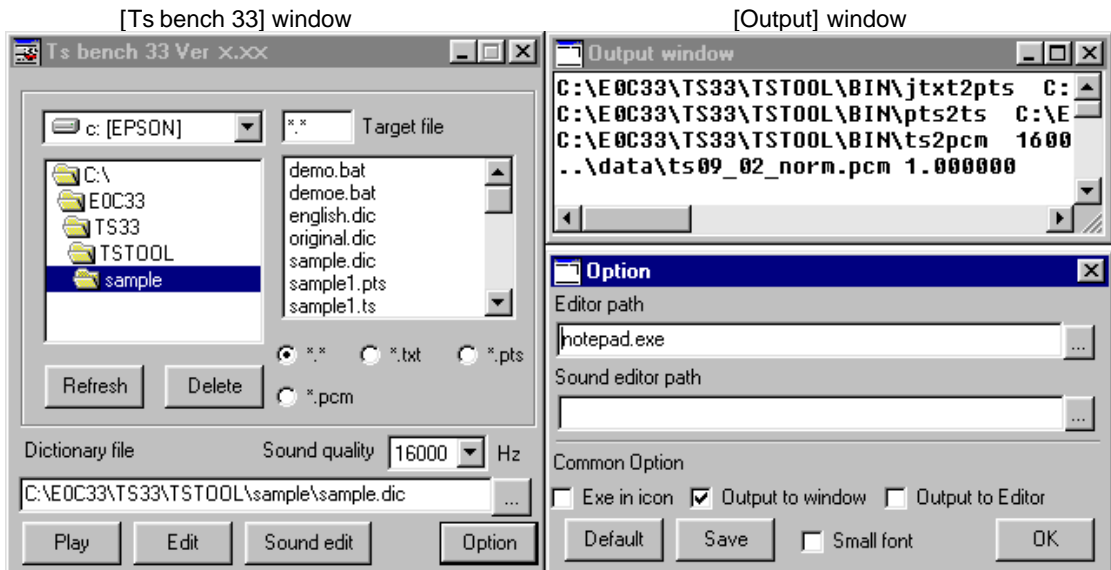 [Ts bench 33] window
Ts bench 33 Ver x.xx
c: [EPSON]
*.*
Target file
C:\
E0C33
TS33
TSTOOL
sample
demo.bat
demoe.bat
english.dic
original.dic
sample.dic
sample1.pts
sample1.ts
*.* *.txt *.pts
*.pcm
Refresh Delete
Dictionary file Sound quality 16000 Hz
C:\E0C33\TS33\TSTOOL\sample\sample.dic ...
Play Edit Sound edit Option
[Output] window
Output window
C:\E0C33\TS33\TSTOOL\BIN\jtxt2pts C:
C:\E0C33\TS33\TSTOOL\BIN\pts2ts C:\E
C:\E0C33\TS33\TSTOOL\BIN\ts2pcm 1600
..\data\ts09_02_norm.pcm 1.000000
Option
Editor path
notepad.exe ...
Sound editor path
...
Common Option
Exe in icon Output to window Output to Editor
Default Save Small font OK